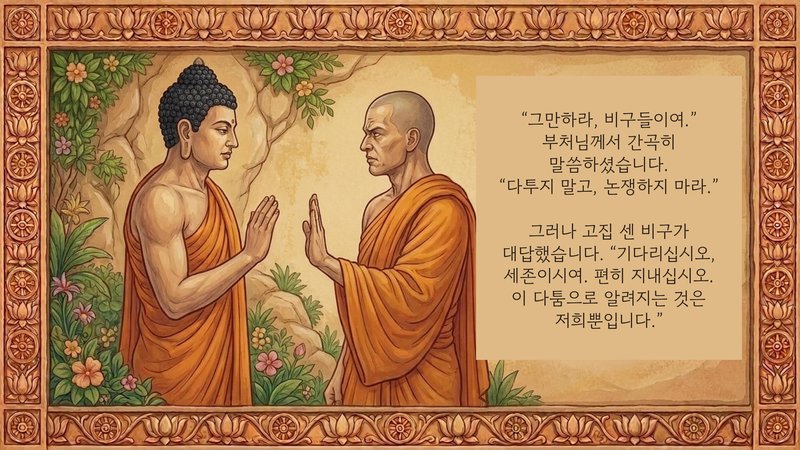 “그만하라, 비구들이여.”
부처님께서 간곡히
말씀하셨습니다.
“다투지 말고, 논쟁하지 마라.”
그러나 고집 센 비구가
대답했습니다. “기다리십시오,
세존이시여. 편히 지내십시오.
이 다툼으로 알려지는 것은
저희뿐입니다.”